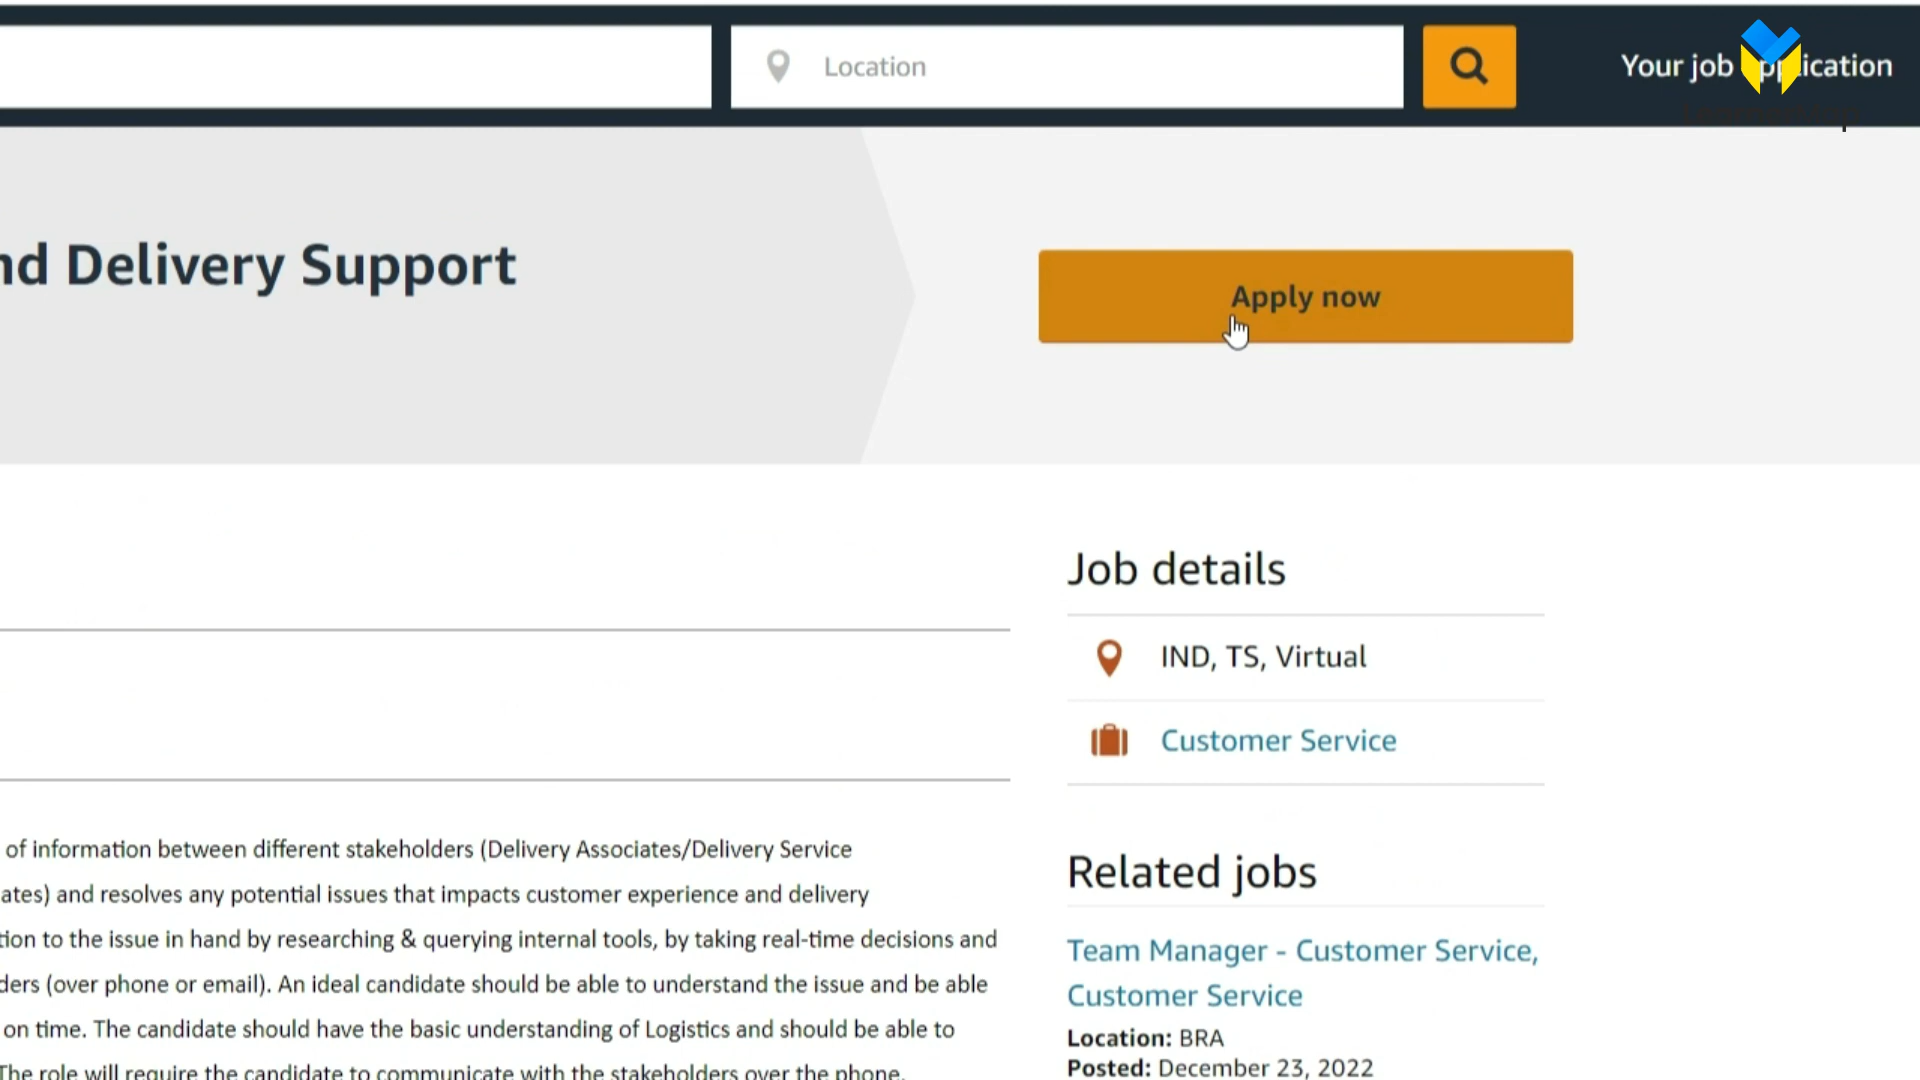 Location
Your job application
nd Delivery Support
Apply now
Job details
IND, TS, Virtual
Customer Service
of information between different stakeholders (Delivery Associates/Delivery Service
ates) and resolves any potential issues that impacts customer experience and delivery
tion to the issue in hand by researching & querying internal tools, by taking real-time decisions and
ders (over phone or email). An ideal candidate should be able to understand the issue and be able
on time. The candidate should have the basic understanding of Logistics and should be able to
The role will require the candidate to communicate with the stakeholders over the phone.
Related jobs
Team Manager - Customer Service,
Customer Service
Location: BRA
Posted: December 23, 2022